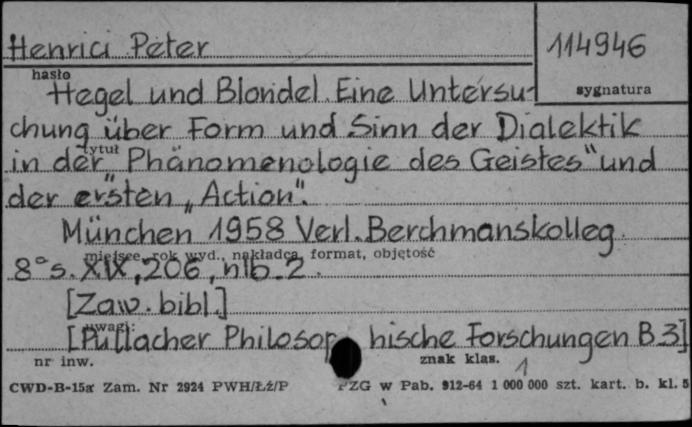 Henrici Peter
114946
hasło
sygnatura
Hegel und Blondel. Eine Untersu-
chung über Form und Sinn der Dialektik
tytuł
in der „Phänomenologie des Geistes" und
der ersten „Action".
München 1958 Verl. Berchmanskolleg
miejsce, rok wyd., nakładca, format, objętość
8° s. XIX, 206, nlb. 2.
[Zaw. bibl.]
uwagi:
[Pullacher Philosophische Forschungen B 3]
nr inw.
znak klas.
1
CWD-B-15a Zam. Nr 2924 PWH/Łź/P
PZG w Pab. 912-64 1 000 000 szt. kart. b. kl. 5